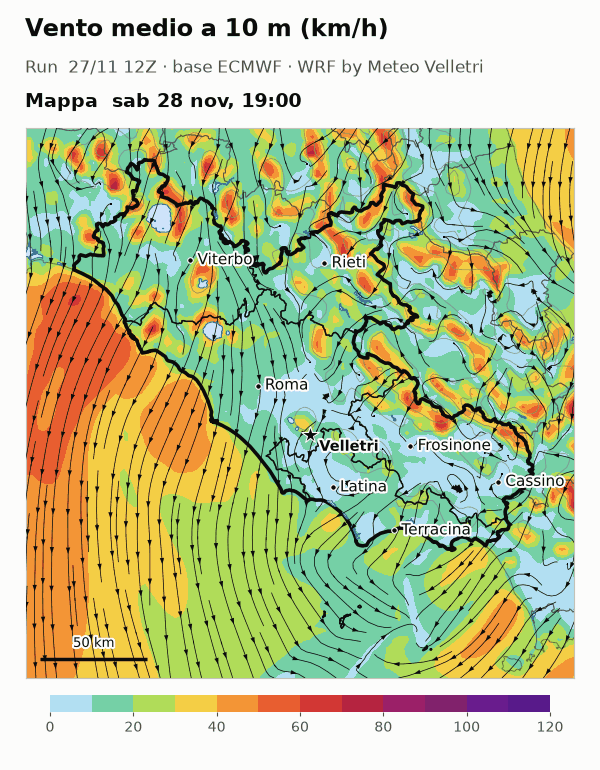 Vento medio a 10 m (km/h)
Run 27/11 12Z · base ECMWF · WRF by Meteo Velletri
Mappa sab 28 nov, 19:00
Viterbo
Rieti
Roma
Velletri
Frosinone
Cassino
Latina
Terracina
50 km
0 20 40 60 80 100 120